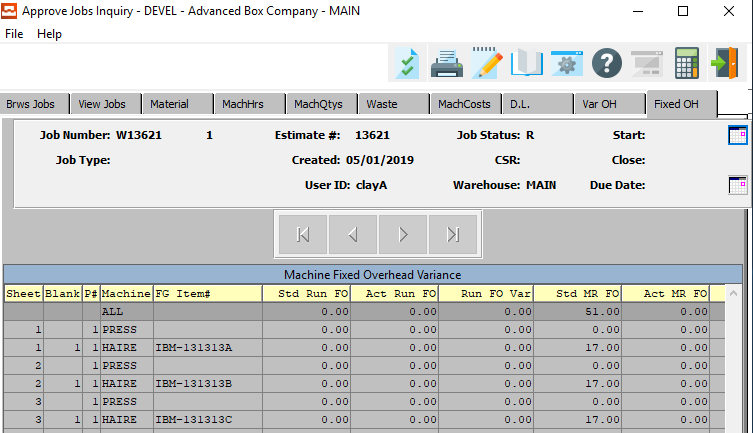 Approve Jobs Inquiry - DEVEL - Advanced Box Company - MAIN
File Help
Brws Jobs View Jobs Material MachHrs MachQtys Waste MachCosts D.L. Var OH Fixed OH
Job Number: W13621 1 Estimate #: 13621 Job Status: R Start:
Job Type: Created: 05/01/2019 CSR: Close:
User ID: clayA Warehouse: MAIN Due Date:
Machine Fixed Overhead Variance
Sheet Blank P# Machine FG Item# Std Run FO Act Run FO Run FO Var Std MR FO Act MR FO
ALL 0.00 0.00 0.00 51.00 0.00
1 1 PRESS 0.00 0.00 0.00 0.00 0.00
1 1 1 HAIRE IBM-131313A 0.00 0.00 0.00 17.00 0.00
2 1 PRESS 0.00 0.00 0.00 0.00 0.00
2 1 1 HAIRE IBM-131313B 0.00 0.00 0.00 17.00 0.00
3 1 PRESS 0.00 0.00 0.00 0.00 0.00
3 1 1 HAIRE IBM-131313C 0.00 0.00 0.00 17.00 0.00